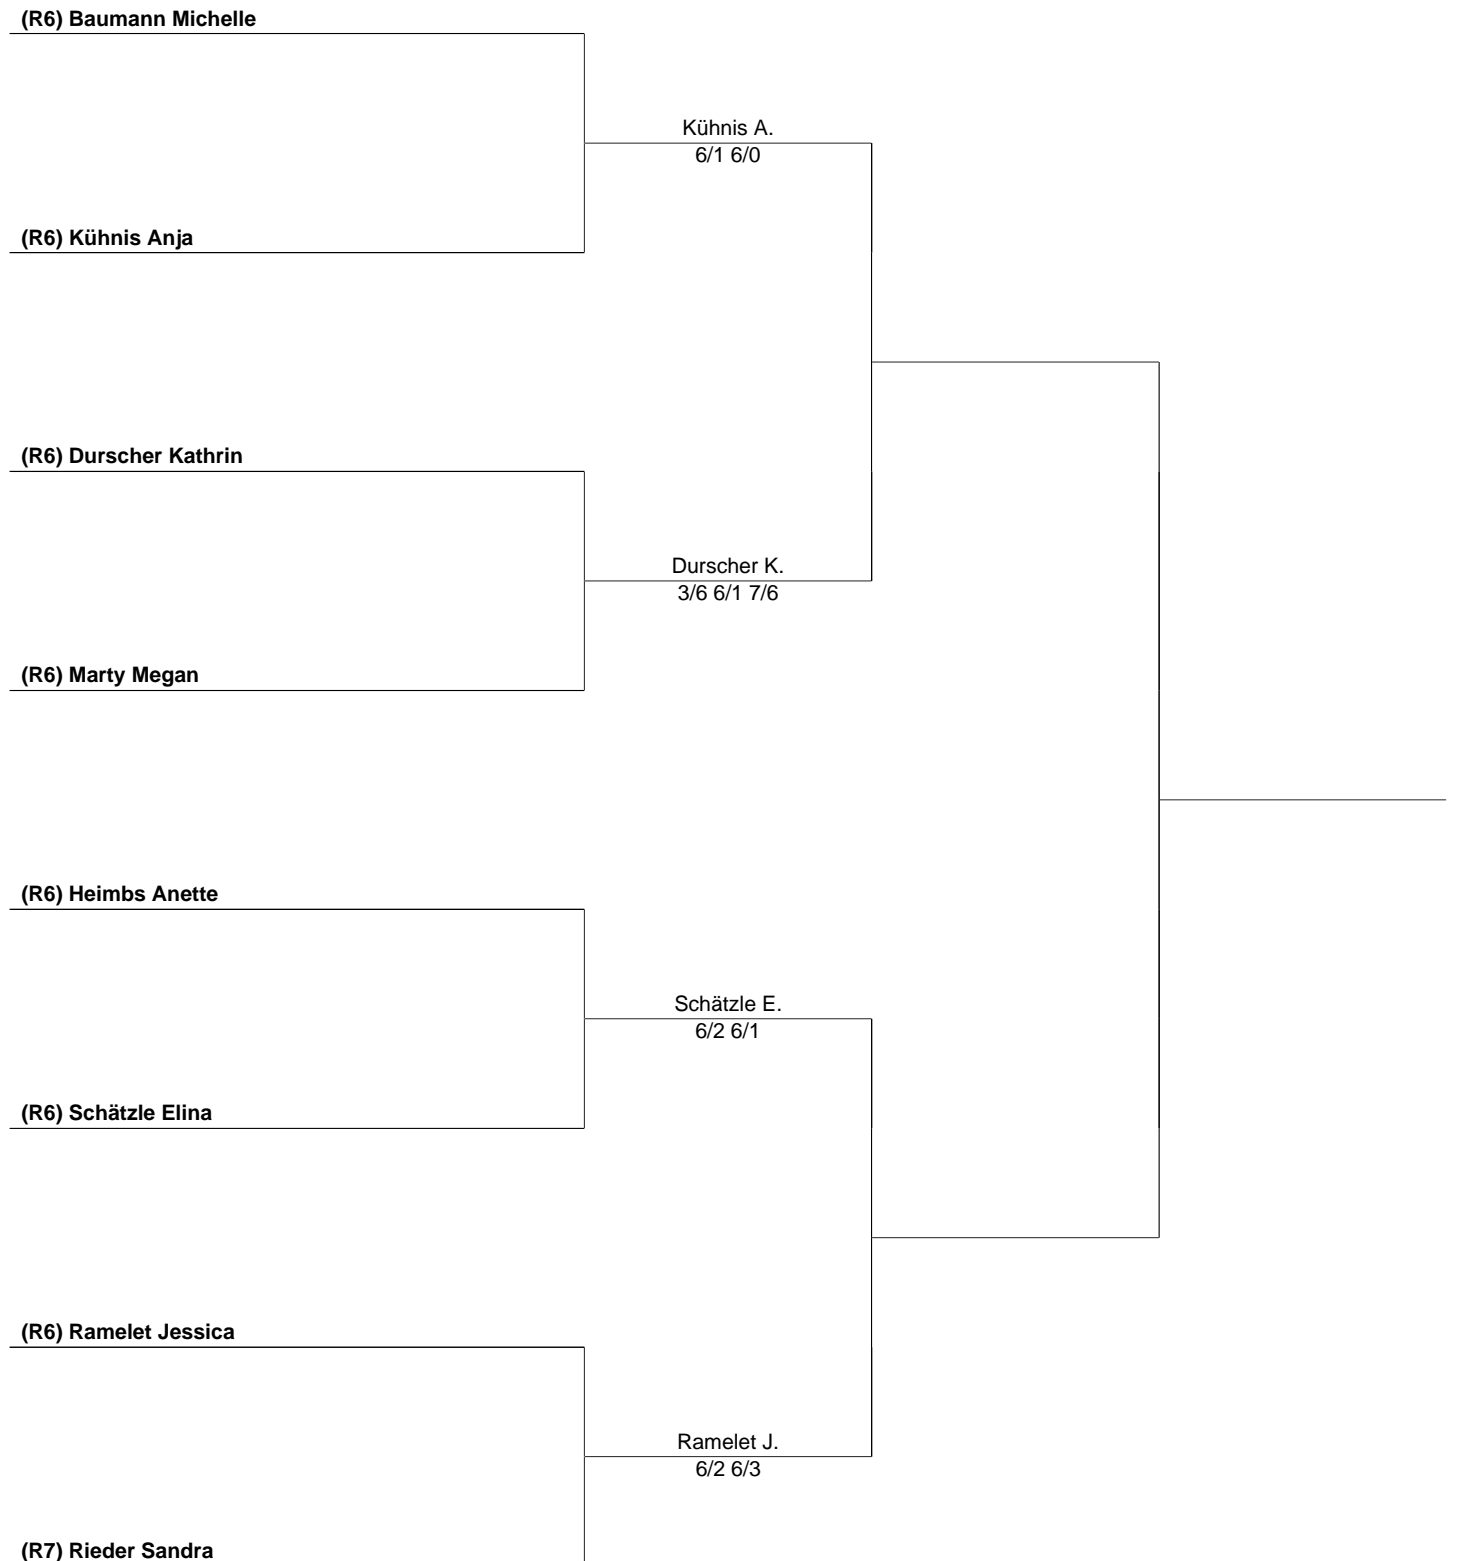 (R6) Baumann Michelle
Kühnis A.
6/1 6/0
(R6) Kühnis Anja
(R6) Durscher Kathrin
Durscher K.
3/6 6/1 7/6
(R6) Marty Megan
(R6) Heimbs Anette
Schätzle E.
6/2 6/1
(R6) Schätzle Elina
(R6) Ramelet Jessica
Ramelet J.
6/2 6/3
(R7) Rieder Sandra